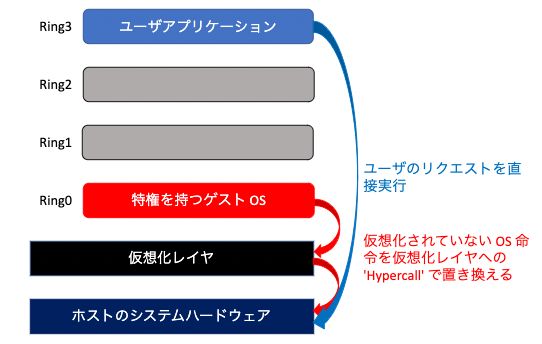 Ring3
ユーザアプリケーション
Ring2
Ring1
ユーザのリクエストを直
接実行
Ring0
特権を持つゲスト OS
仮想化されていない OS 命
令を仮想化レイヤへの
'Hypercall' で置き換える
仮想化レイヤ
ホストのシステムハードウェア